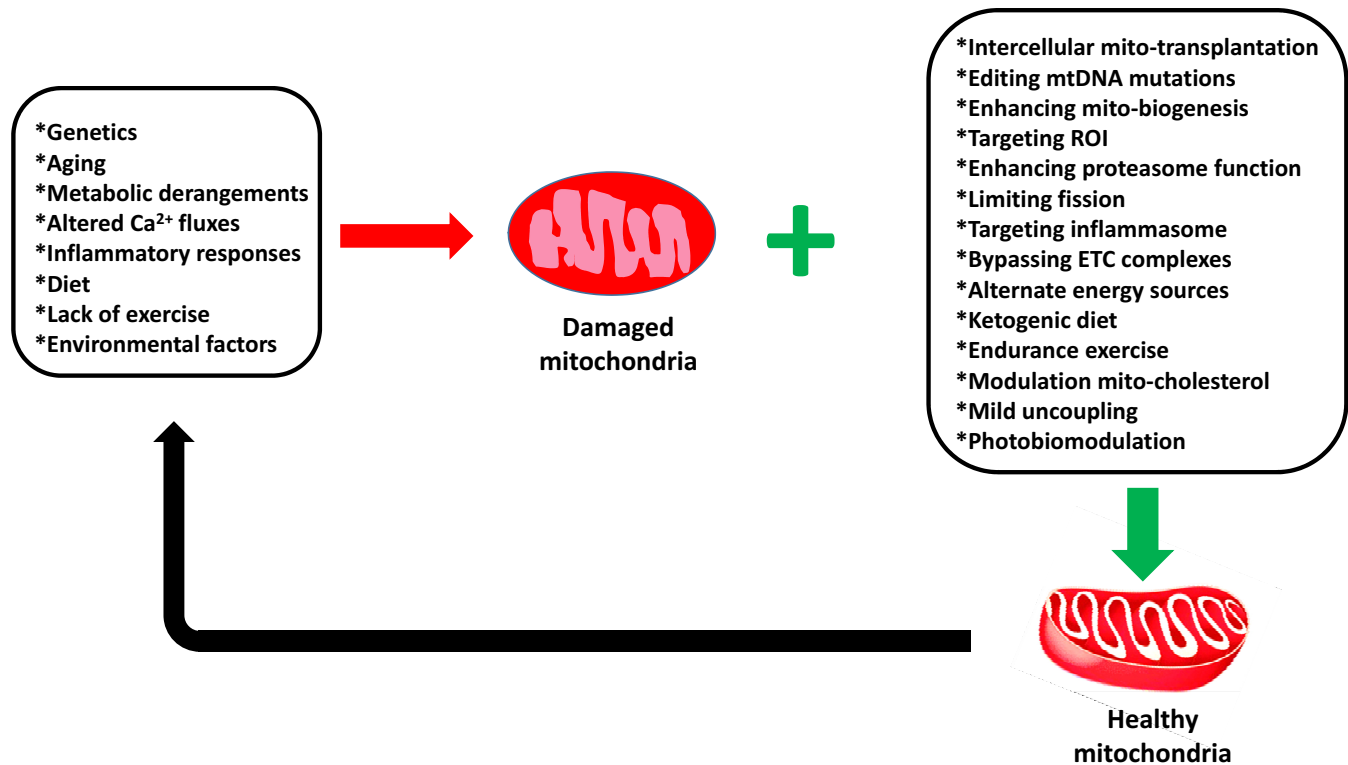 *Genetics
*Aging
*Metabolic derangements
*Altered Ca²⁺ fluxes
*Inflammatory responses
*Diet
*Lack of exercise
*Environmental factors
Damaged
mitochondria
*Intercellular mito-transplantation
*Editing mtDNA mutations
*Enhancing mito-biogenesis
*Targeting ROI
*Enhancing proteasome function
*Limiting fission
*Targeting inflammasome
*Bypassing ETC complexes
*Alternate energy sources
*Ketogenic diet
*Endurance exercise
*Modulation mito-cholesterol
*Mild uncoupling
*Photobiomodulation
Healthy
mitochondria